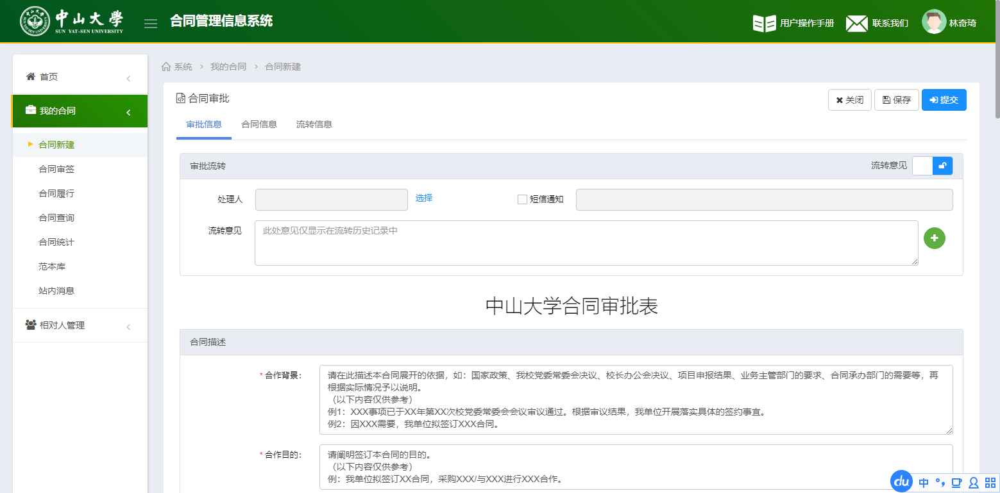 中山大学
SUN YAT-SEN UNIVERSITY
合同管理信息系统
用户操作手册
联系我们
林奇琦
首页
我的合同
合同新建
合同审签
合同履行
合同查询
合同统计
范本库
站内消息
相对人管理
系统 > 我的合同 > 合同新建
合同审批
关闭
保存
提交
审批信息 合同信息 流转信息
审批流转
流转意见
处理人
选择
短信通知
流转意见
此处意见仅显示在流转历史记录中
中山大学合同审批表
合同描述
*合作背景：
请在此描述本合同展开的依据，如：国家政策、我校党委常委会决议、校长办公会决议、项目申报结果、业务主管部门的要求、合同承办部门的需要等，再
根据实际情况予以说明。
（以下内容仅供参考）
例1：XXX事项已于XX年第XX次校党委常委会会议审议通过。根据审议结果，我单位开展落实具体的签约事宜。
例2：因XXX需要，我单位拟签订XXX合同。
*合作目的：
请阐明签订本合同的目的。
（以下内容仅供参考）
例：我单位拟签订XX合同，采购XXX/与XXX进行XXX合作。
du 中